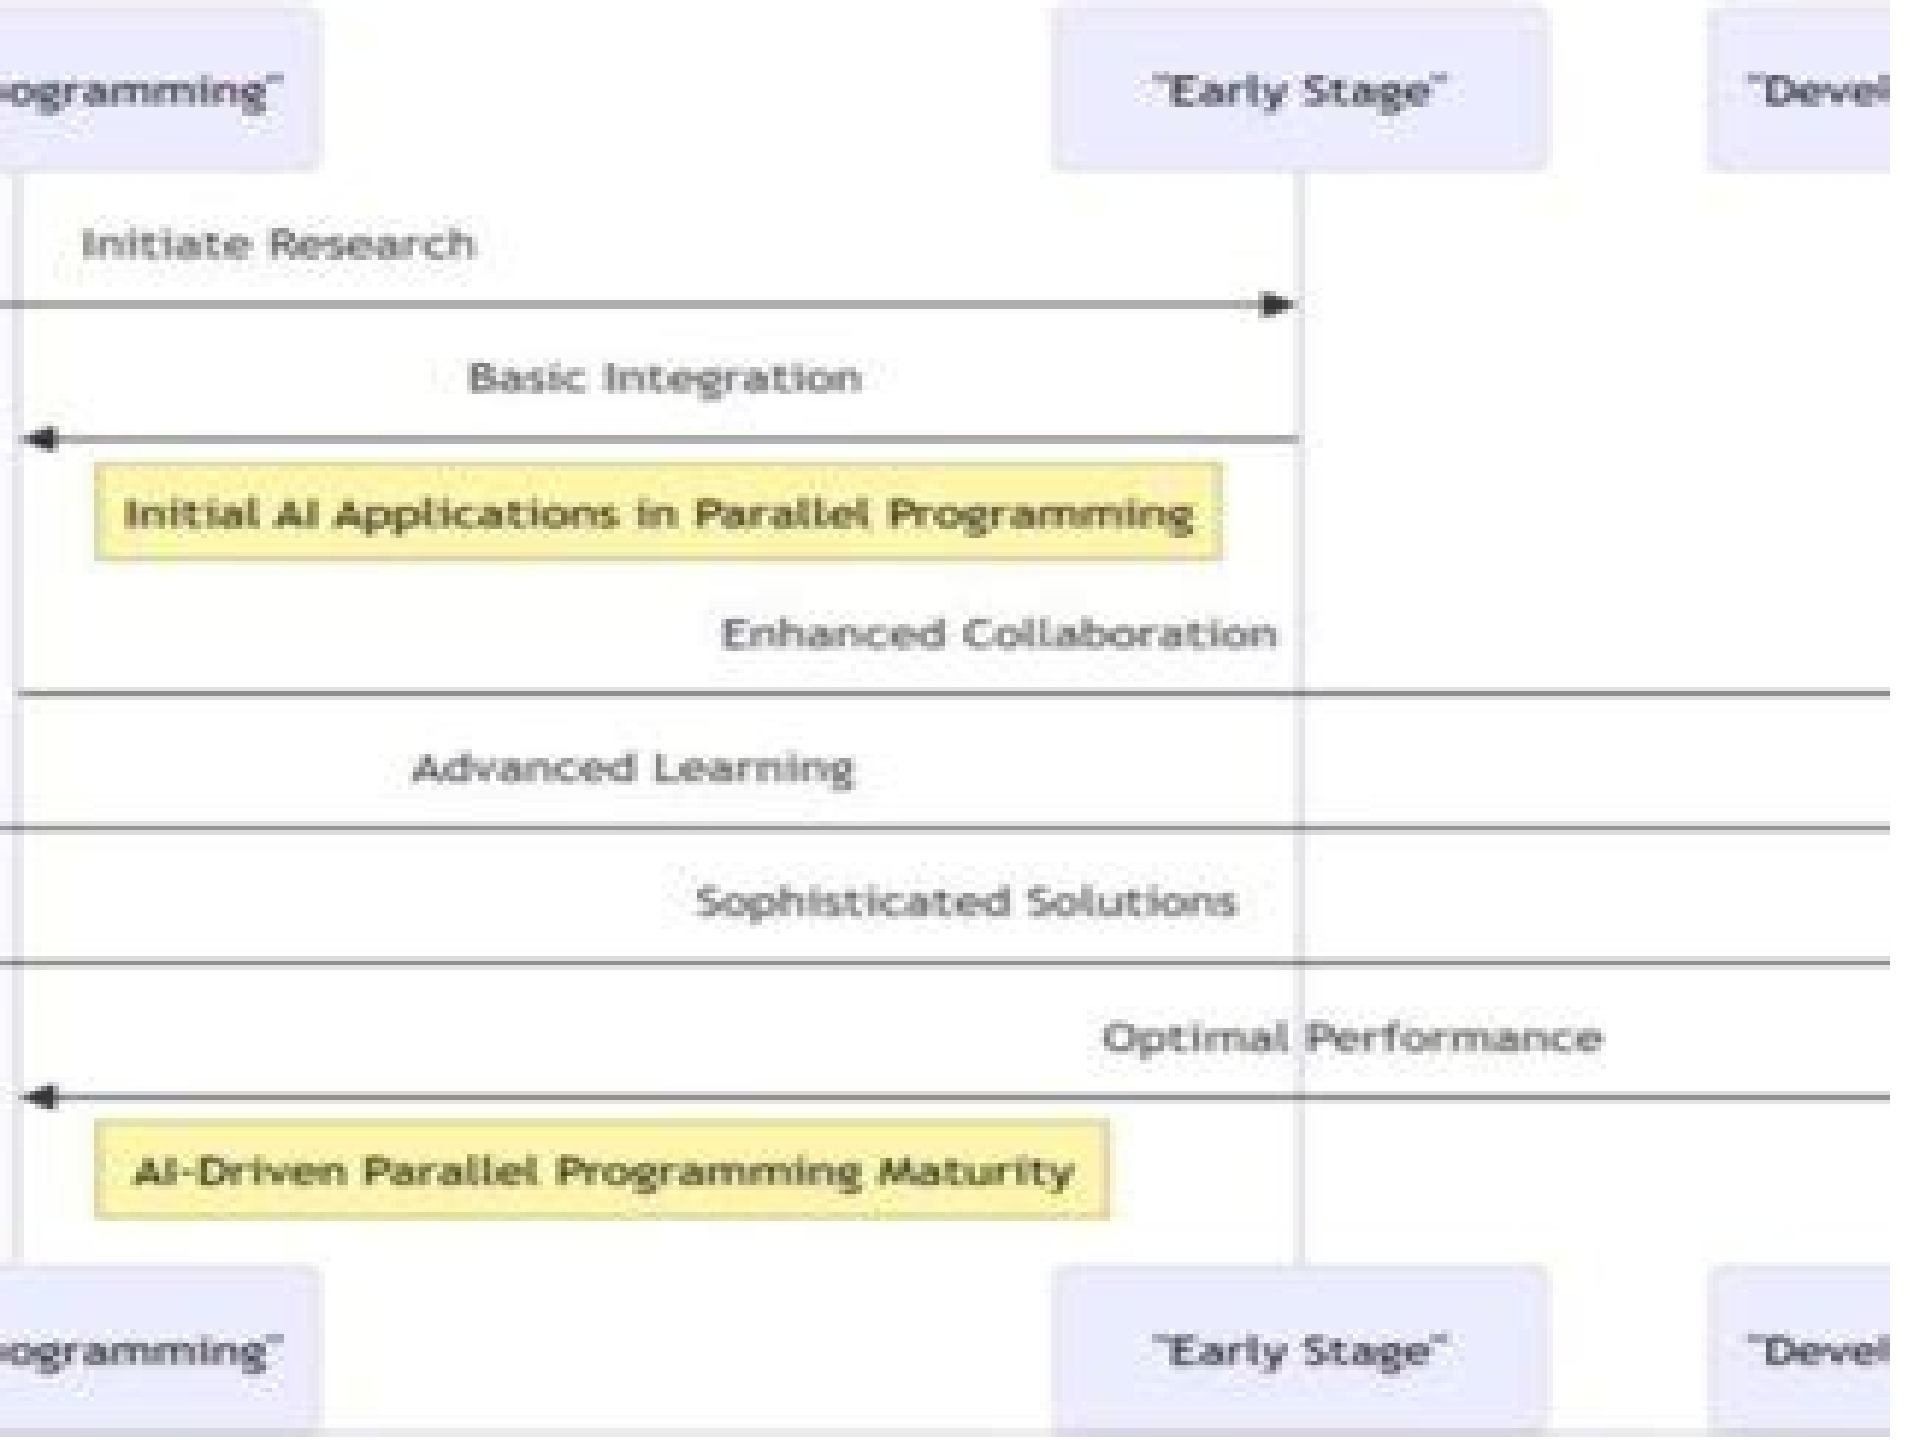 ogramming"
"Early Stage"
"Devel
Initiate Research
Basic Integration
Initial AI Applications in Parallel Programming
Enhanced Collaboration
Advanced Learning
Sophisticated Solutions
Optimal Performance
AI-Driven Parallel Programming Maturity
ogramming"
"Early Stage"
"Devel